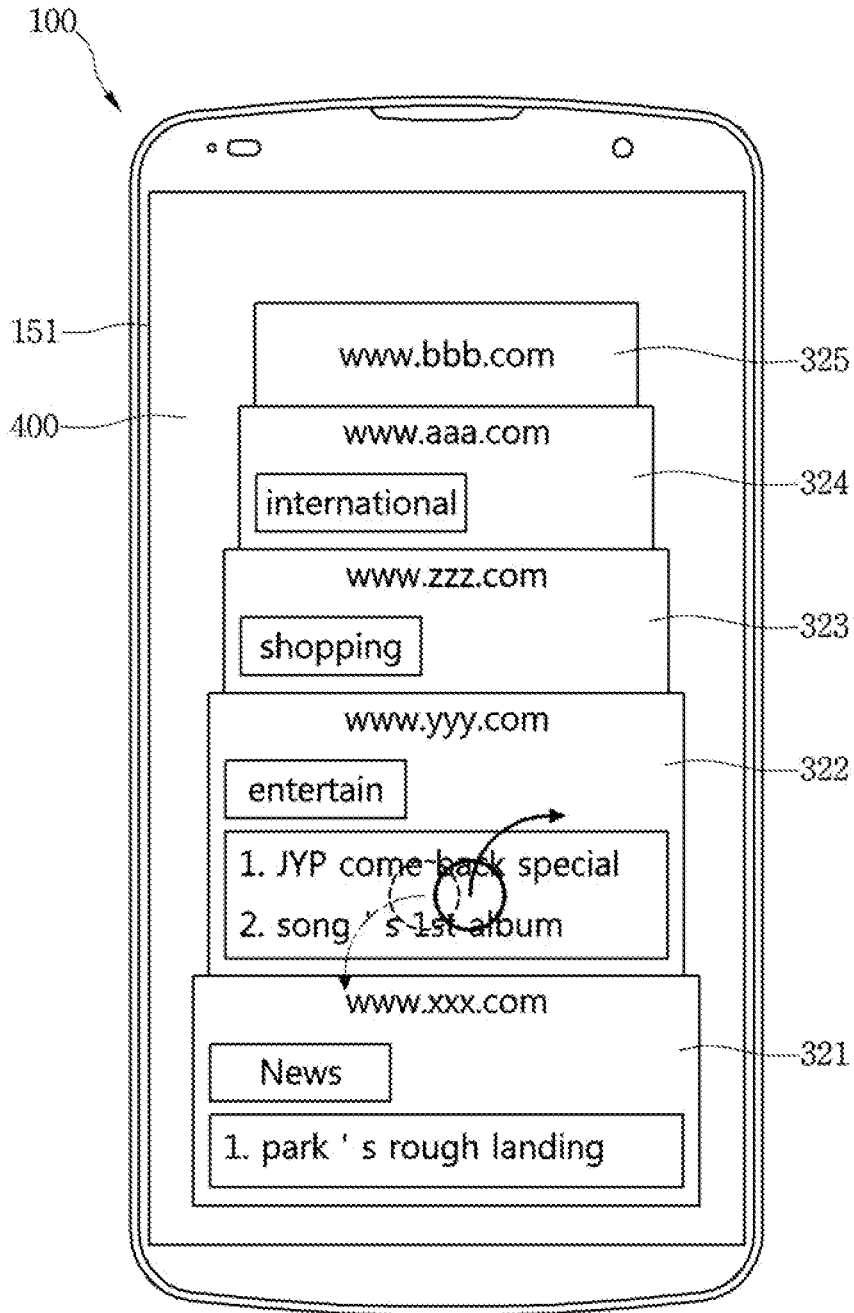 100
www.bbb.com
151
325
www.aaa.com
400
international
324
www.zzz.com
shopping
323
www.yyy.com
322
entertain
1. JYP come back special
2. song ' s 1st album
www.xxx.com
321
News
1. park ' s rough landing